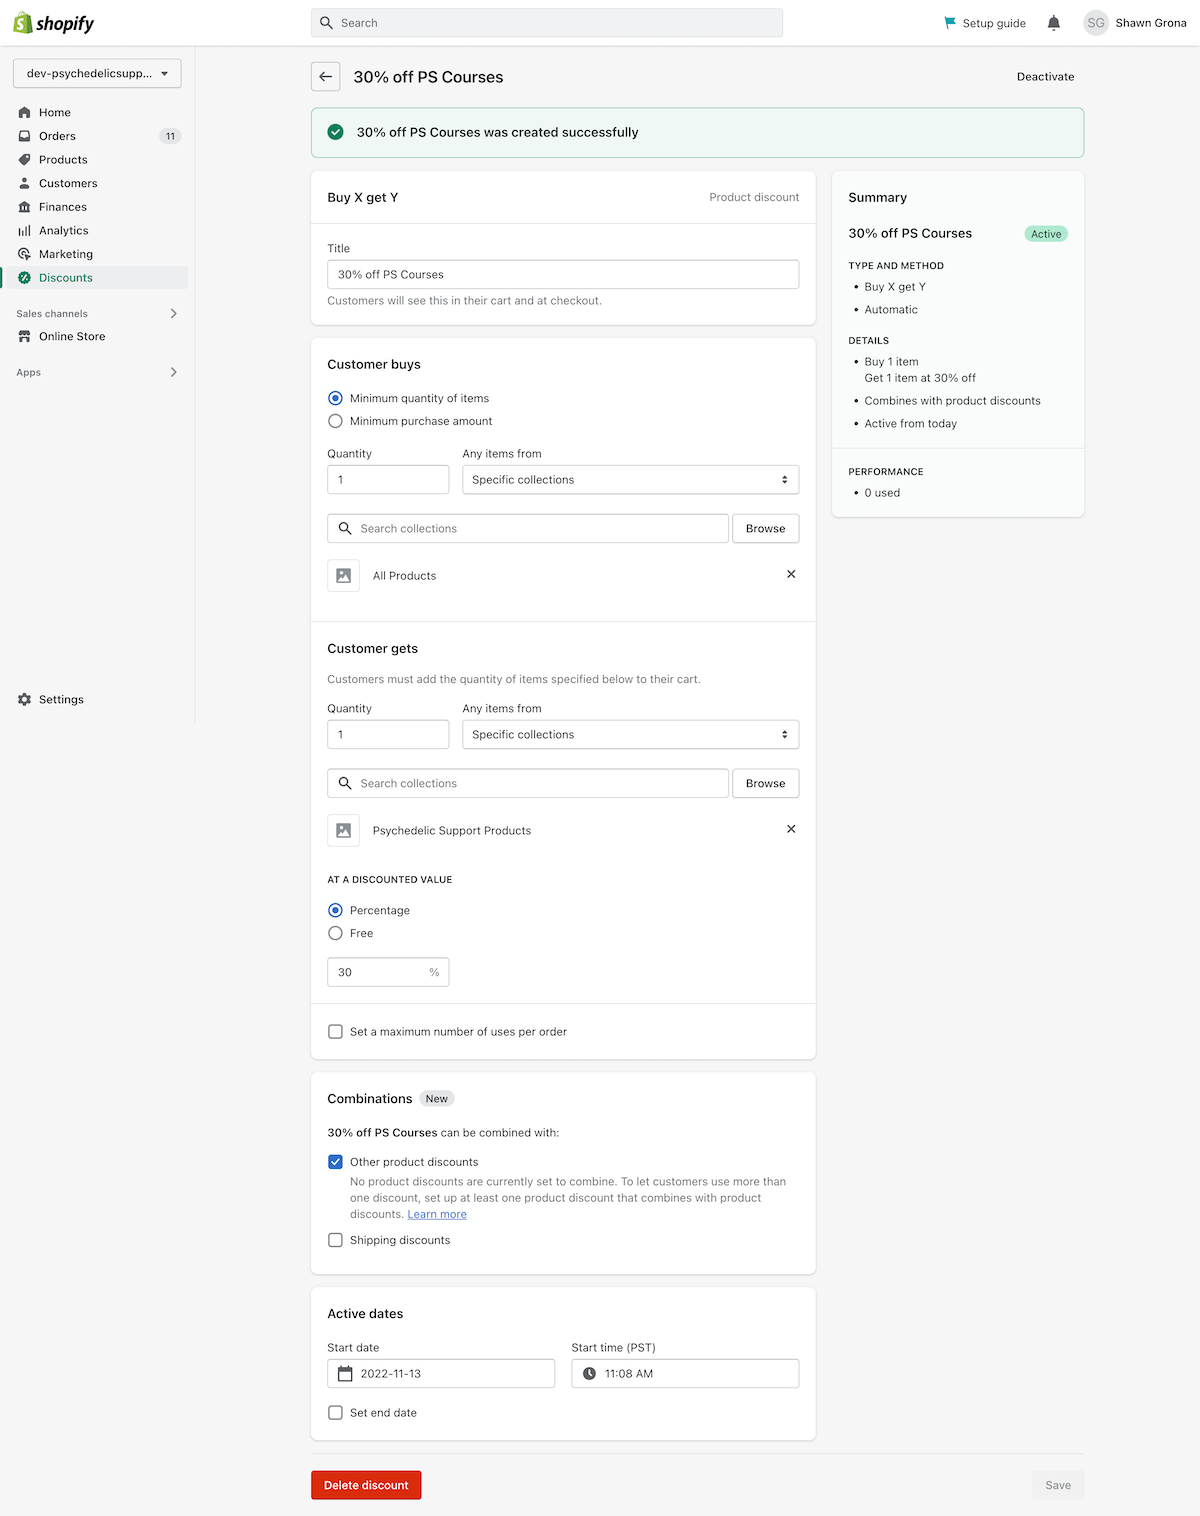 shopify
Search
Setup guide
SG
Shawn Grona
dev-psychedelicsupp...
Home
Orders
11
Products
Customers
Finances
Analytics
Marketing
Discounts
Sales channels
Online Store
Apps
Settings
30% off PS Courses
Deactivate
30% off PS Courses was created successfully
Buy X get Y
Product discount
Title
30% off PS Courses
Customers will see this in their cart and at checkout.
Customer buys
Minimum quantity of items
Minimum purchase amount
Quantity
Any items from
1
Specific collections
Search collections
Browse
All Products
Customer gets
Customers must add the quantity of items specified below to their cart.
Quantity
Any items from
1
Specific collections
Search collections
Browse
Psychedelic Support Products
AT A DISCOUNTED VALUE
Percentage
Free
30 %
Set a maximum number of uses per order
Combinations New
30% off PS Courses can be combined with:
Other product discounts
No product discounts are currently set to combine. To let customers use more than
one discount, set up at least one product discount that combines with product
discounts. Learn more
Shipping discounts
Active dates
Start date
Start time (PST)
2022-11-13
11:08 AM
Set end date
Delete discount
Save
Summary
30% off PS Courses
Active
TYPE AND METHOD
• Buy X get Y
• Automatic
DETAILS
• Buy 1 item
Get 1 item at 30% off
• Combines with product discounts
• Active from today
PERFORMANCE
• 0 used